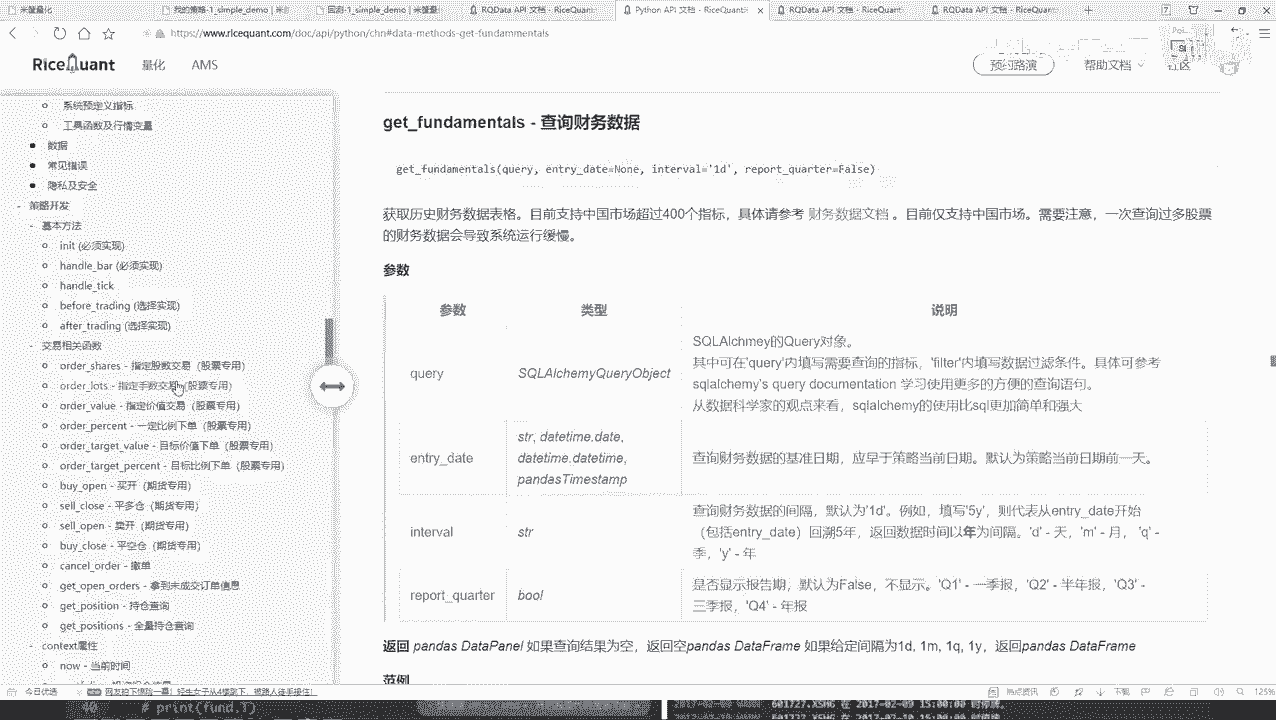 米筐量化
我的策略-1_simple_demo | 米
回测-1_simple_demo | 米筐量
RQData API 文档 - RiceQuan
Python API 文档 - RiceQuant
RQData API 文档 - RiceQuant
RQData API 文档 - RiceQuan
https://www.ricequant.com/doc/api/python/chn#data-methods-get-fundammentals
RiceQuant
量化
AMS
预约路演
帮助文档
社区
系统预定义指标
工具函数及行情变量
数据
常见错误
隐私及安全
策略开发
基本方法
init (必须实现)
handle_bar (必须实现)
handle_tick
before_trading (选择实现)
after_trading (选择实现)
交易相关函数
order_shares - 指定股数交易（股票专用）
order_lots - 指定手数交易（股票专用）
order_value - 指定价值交易（股票专用）
order_percent - 一定比例下单（股票专用）
order_target_value - 目标价值下单（股票专用）
order_target_percent - 目标比例下单（股票专用）
buy_open - 买开（期货专用）
sell_close - 平多仓（期货专用）
sell_open - 卖开（期货专用）
buy_close - 平空仓（期货专用）
cancel_order - 撤单
get_open_orders - 拿到未成交订单信息
get_position - 持仓查询
get_positions - 全量持仓查询
context属性
now - 当前时间
get_fundamentals - 查询财务数据
get_fundamentals(query, entry_date=None, interval='1d', report_quarter=False)
获取历史财务数据表格。目前支持中国市场超过400个指标，具体请参考 财务数据文档 。目前仅支持中国市场。需要注意，一次查询过多股票
的财务数据会导致系统运行缓慢。
参数
参数 类型 说明
query SQLAlchemyQueryObject
SQLAlchmey的Query对象。
其中可在'query'内填写需要查询的指标，'filter'内填写数据过滤条件。具体可参考
sqlalchemy's query documentation 学习使用更多的方便的查询语句。
从数据科学家的观点来看，sqlalchemy的使用比sql更加简单和强大
entry_date
str, datetime.date,
datetime.datetime,
pandasTimestamp
查询财务数据的基准日期，应早于策略当前日期。默认为策略当前日期前一天。
interval str
查询财务数据的间隔，默认为'1d'。例如，填写'5y'，则代表从entry_date开始
（包括entry_date）回溯5年，返回数据时间以年为间隔。'd' - 天，'m' - 月， 'q' -
季，'y' - 年
report_quarter bool
是否显示报告期，默认为False，不显示。'Q1' - 一季报，'Q2' - 半年报，'Q3' -
三季报，'Q4' - 年报
返回 pandas DataPanel 如果查询结果为空，返回空pandas DataFrame 如果给定间隔为1d, 1m, 1q, 1y，返回pandas DataFrame
范例
今日优选
热点资讯
下载
125%
40 # print(fund.T)